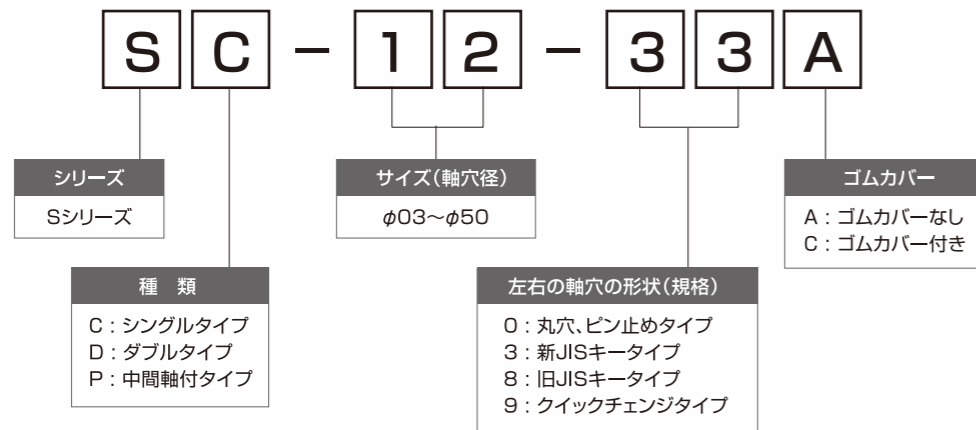 SC-12-33A
シリーズ
Sシリーズ
サイズ(軸穴径)
φ03~φ50
ゴムカバー
A:ゴムカバーなし
C:ゴムカバー付き
種 類
C:シングルタイプ
D:ダブルタイプ
P:中間軸付タイプ
左右の軸穴の形状(規格)
0:丸穴、ピン止めタイプ
3:新JISキータイプ
8:旧JISキータイプ
9:クイックチェンジタイプ